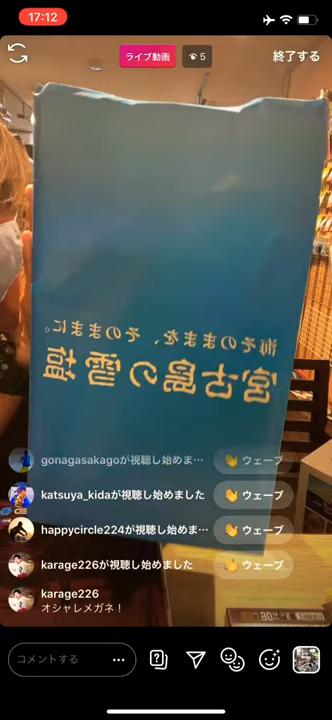 17:12
ライブ動画
5
終了する
海そのままを、そのままに。
宮古島の雪塩
gonagasakagoが視聴し始めま…
ウェーブ
katsuya_kidaが視聴し始めました
ウェーブ
happycircle224が視聴し始めま…
ウェーブ
karage226が視聴し始めました
ウェーブ
karage226
オシャレメガネ！
コメントする